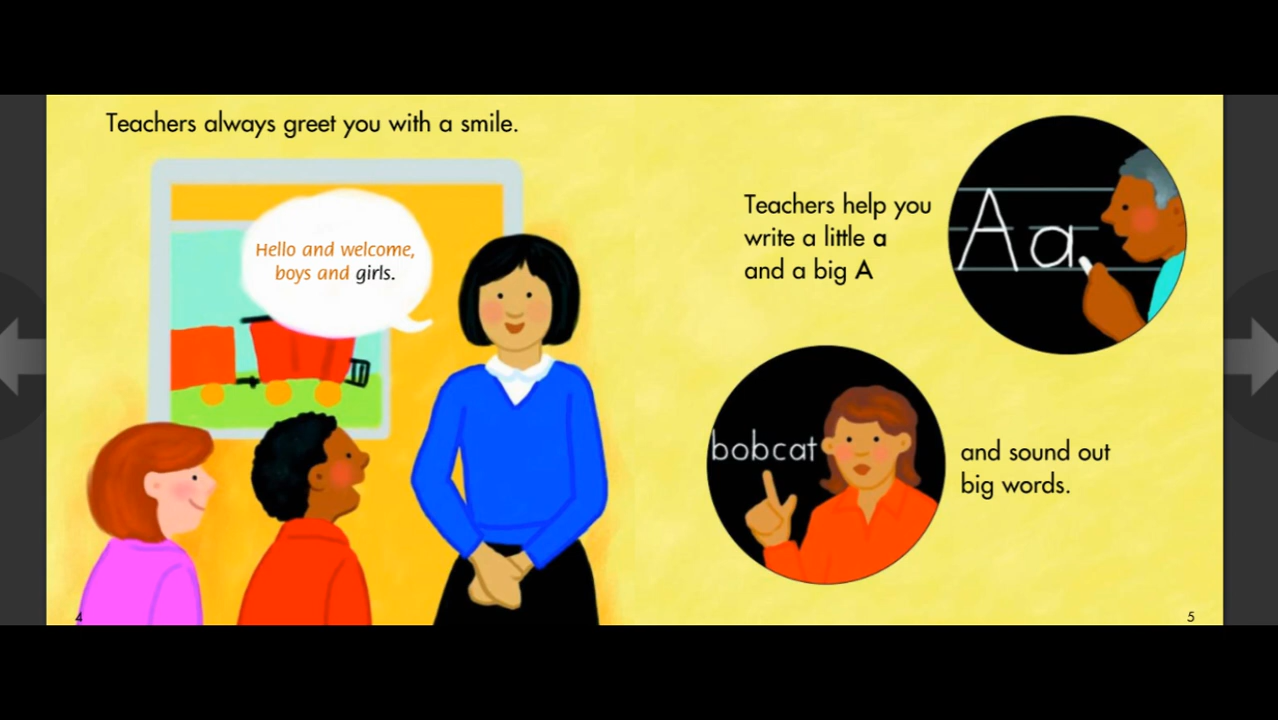 Teachers always greet you with a smile.
Hello and welcome,
boys and girls.
4
Teachers help you
write a little a
and a big A
A a
bobcat
and sound out
big words.
5